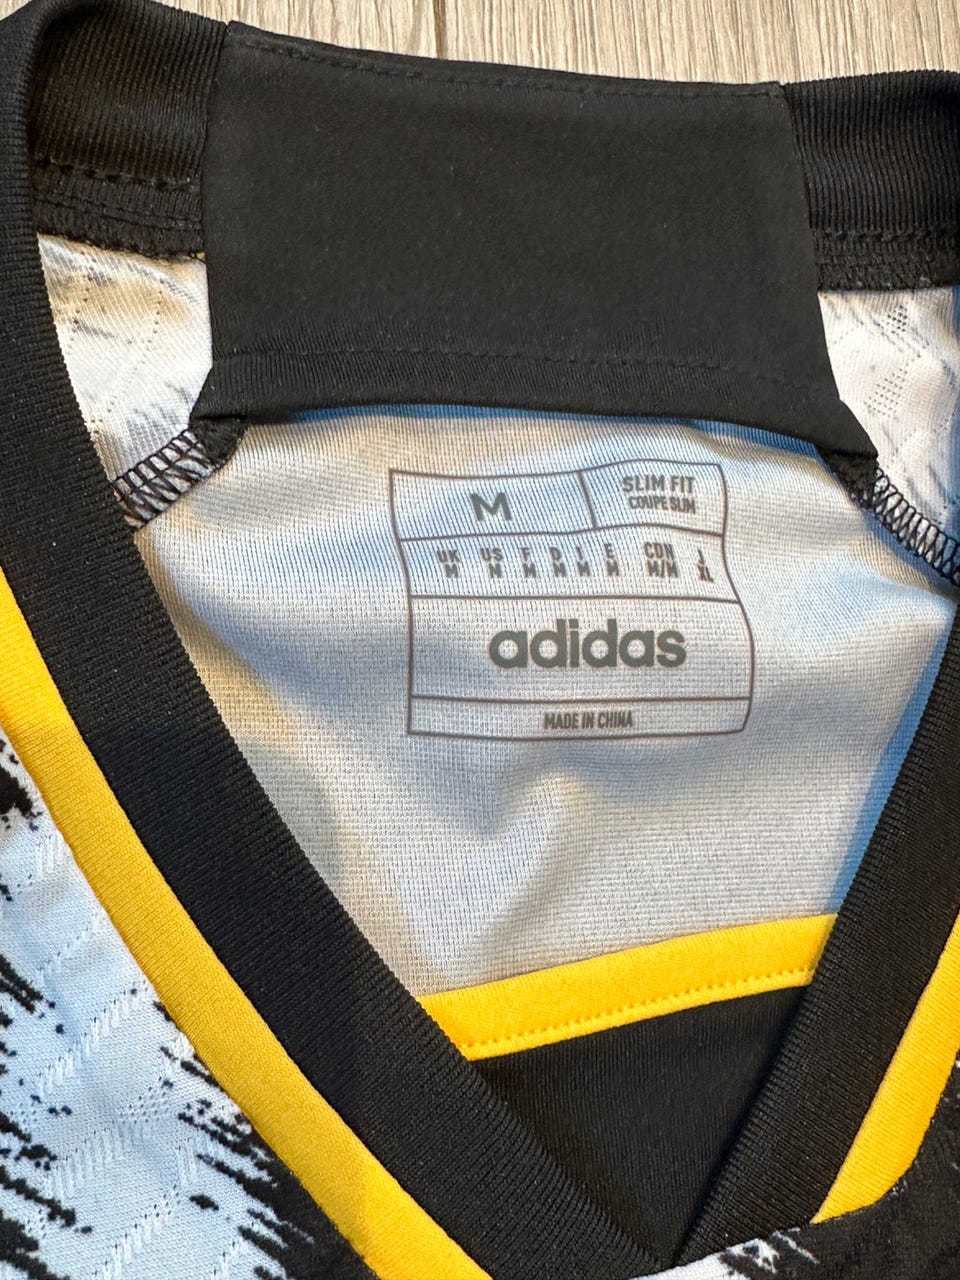 M
SLIM FIT
COUPE SLIM
UK US F D I E CDN J
M M M M M M M/M XL
adidas
MADE IN CHINA